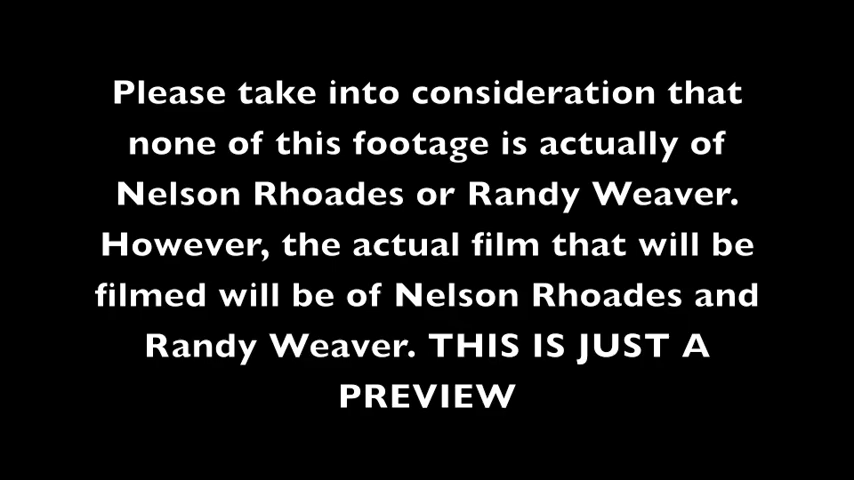 Please take into consideration that
none of this footage is actually of
Nelson Rhoades or Randy Weaver.
However, the actual film that will be
filmed will be of Nelson Rhoades and
Randy Weaver. THIS IS JUST A
PREVIEW